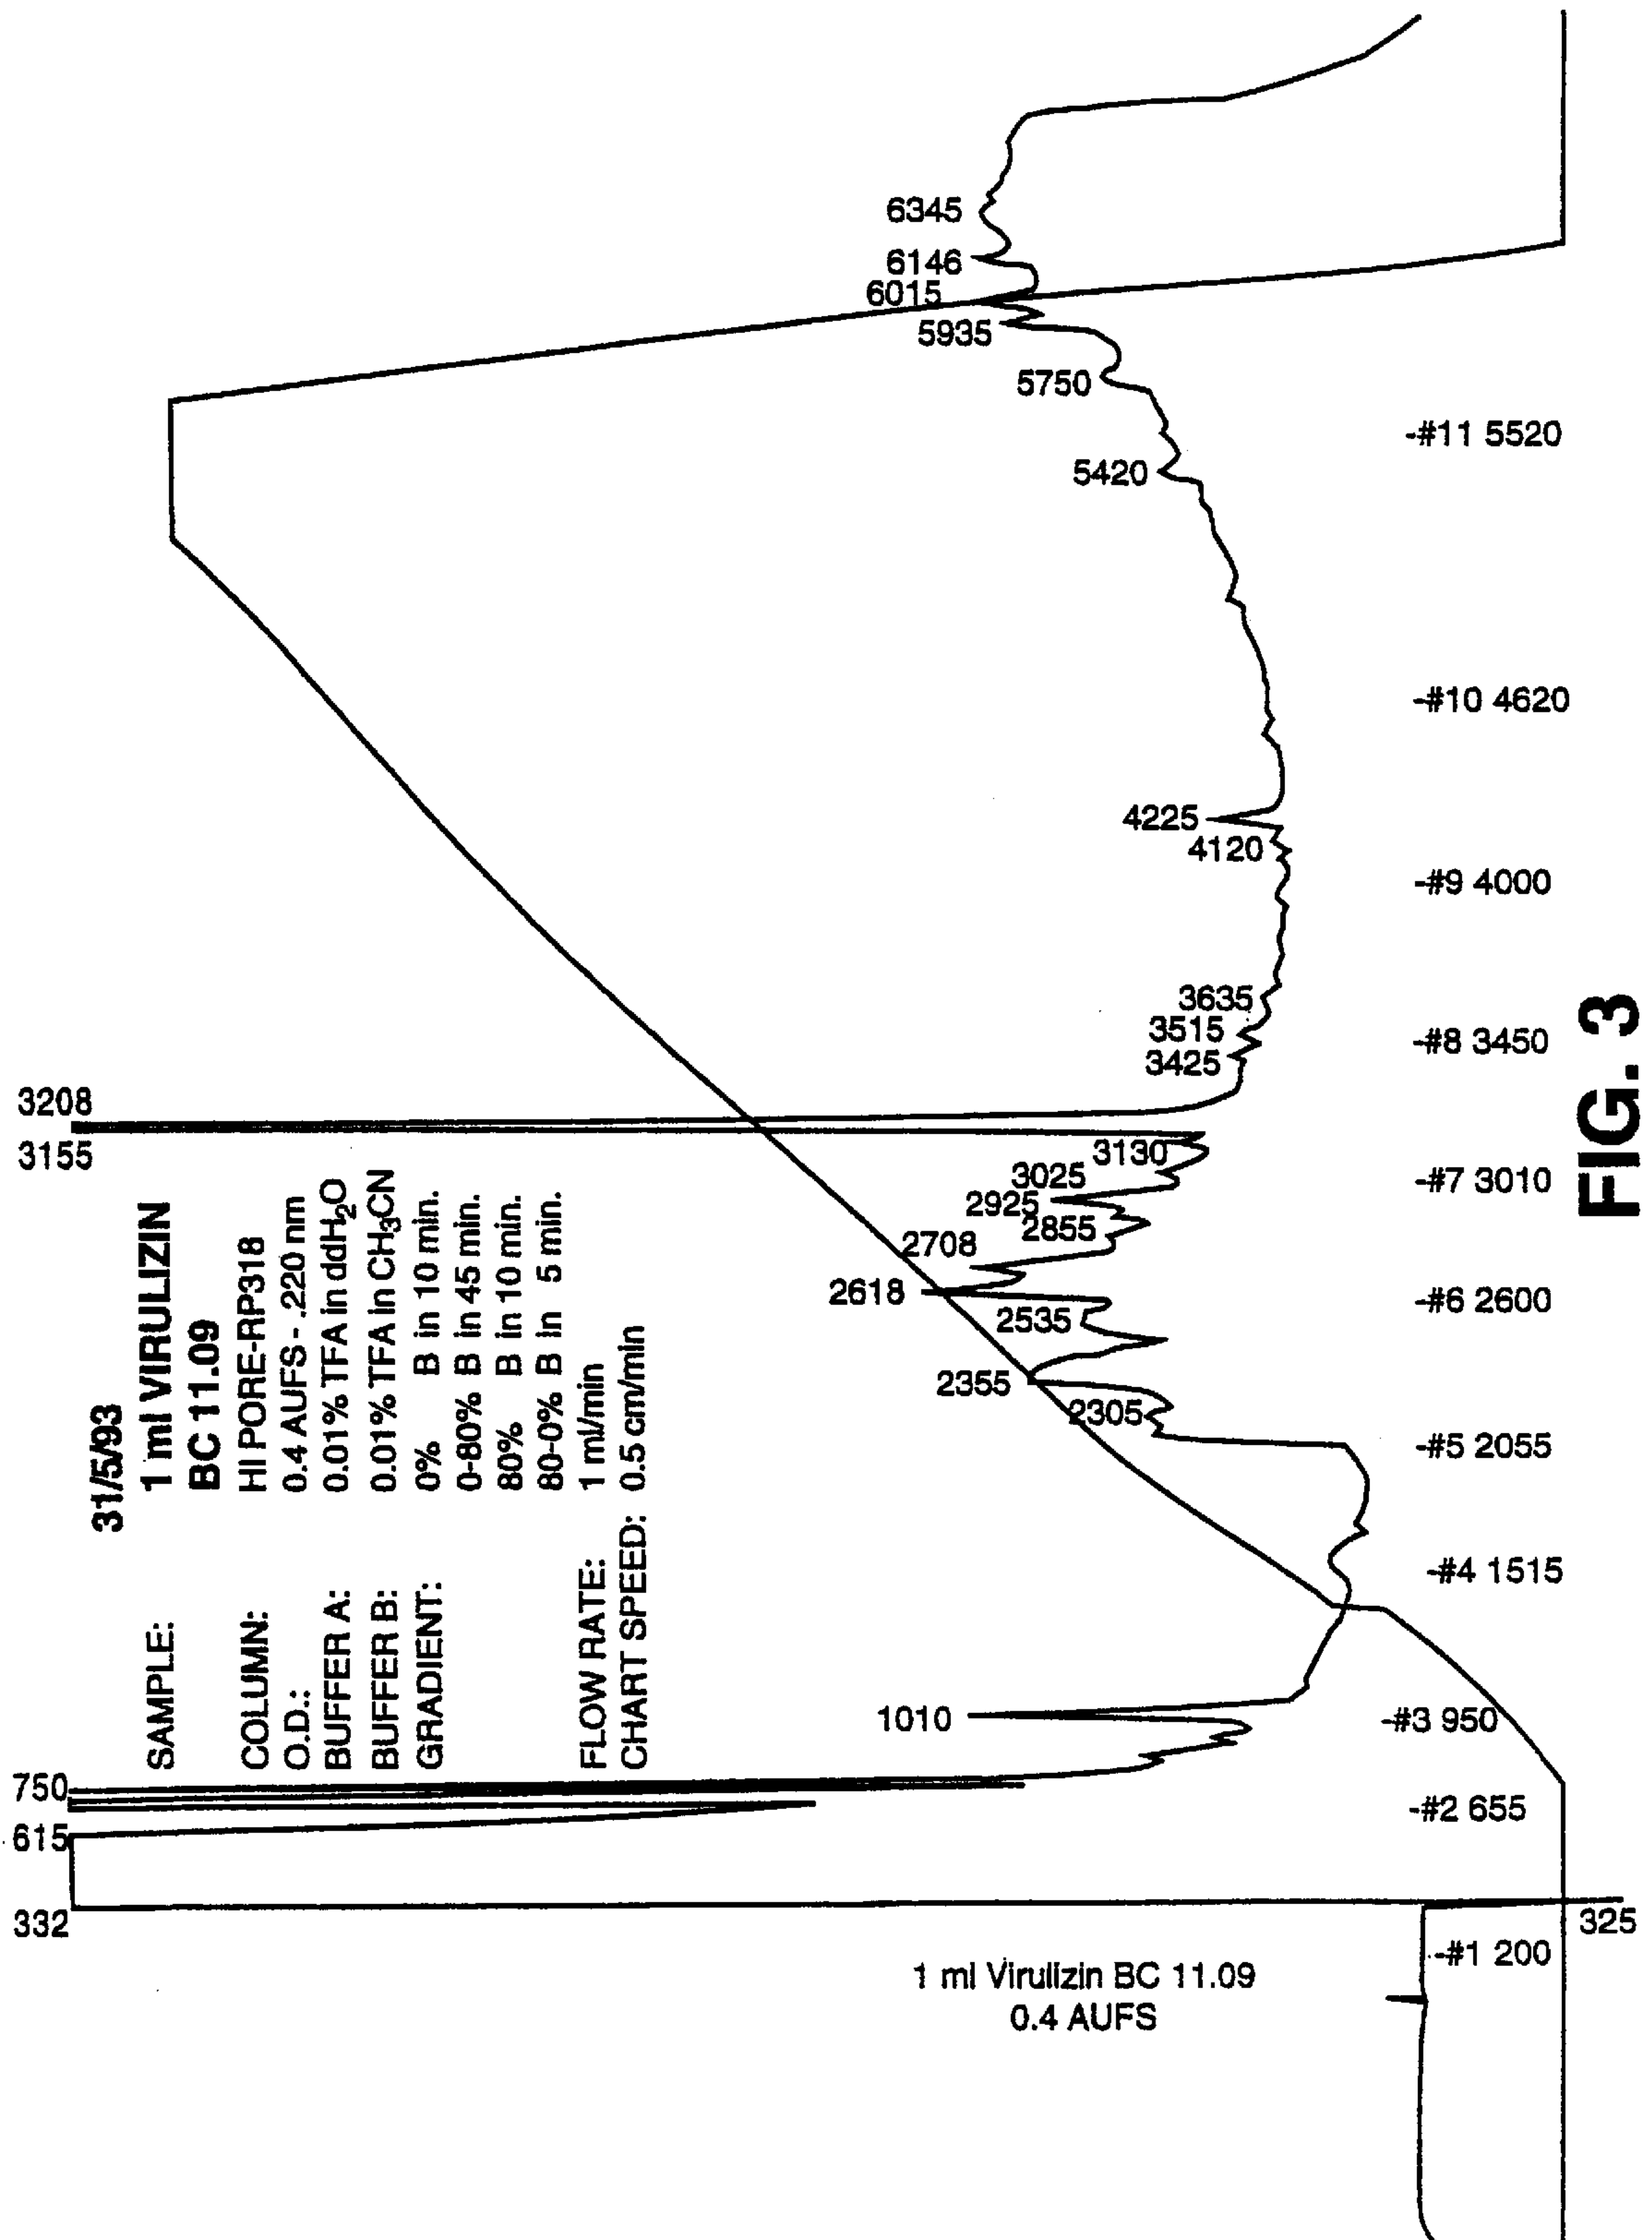 31/5/93
SAMPLE: 1 ml VIRULIZIN
BC 11.09
COLUMN: HI PORE-RP318
O.D.: 0.4 AUFS - .220 nm
BUFFER A: 0.01% TFA in ddH₂O
BUFFER B: 0.01% TFA in CH₃CN
GRADIENT: 0% B in 10 min.
0-80% B in 45 min.
80% B in 10 min.
80-0% B in 5 min.
FLOW RATE: 1 ml/min
CHART SPEED: 0.5 cm/min
6345
6146
6015
5935
5750
-#11 5520
5420
-#10 4620
4225
4120
-#9 4000
3635
3515
3425
-#8 3450
3208
3155
3130
3025
-#7 3010
2925
2855
2708
2618
-#6 2600
2535
2355
2305
-#5 2055
-#4 1515
1010
-#3 950
750
-#2 655
615
332
325
-#1 200
1 ml Virulizin BC 11.09
0.4 AUFS
FIG. 3